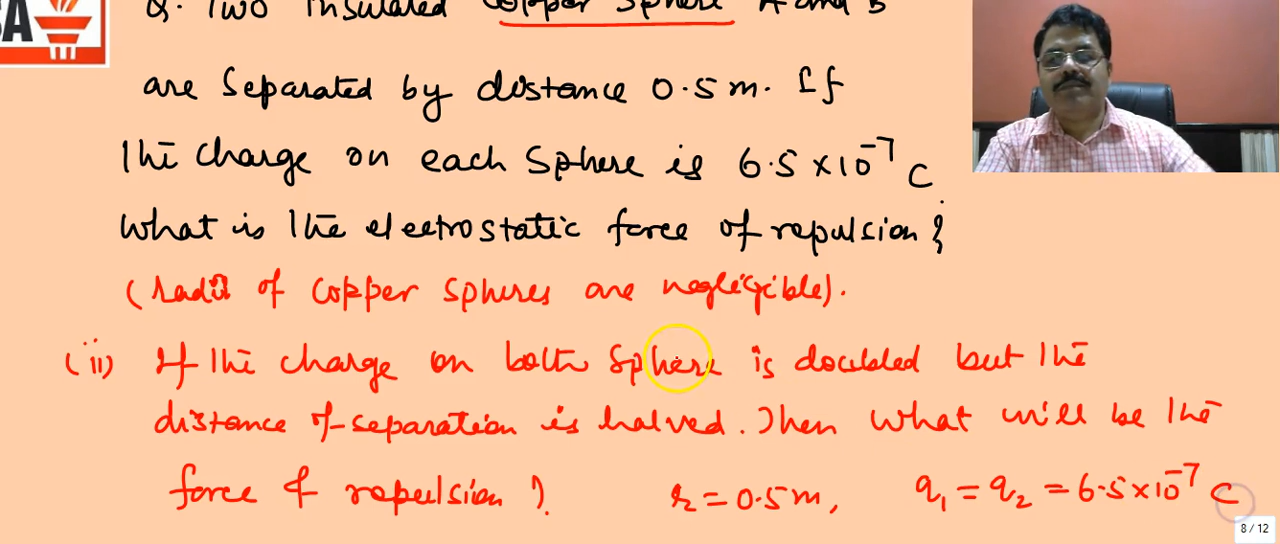 SA
Q. Two insulated Copper Sphere A and B
are separated by distance 0.5 m. If
the charge on each sphere is 6.5 × 10⁻⁷ C
What is the electrostatic force of repulsion?
(radii of copper spheres are negligible).
(ii) If the charge on both sphere is doubled but the
distance of separation is halved. Then what will be the
force of repulsion?
r = 0.5 m, q₁ = q₂ = 6.5 × 10⁻⁷ C
8 / 12